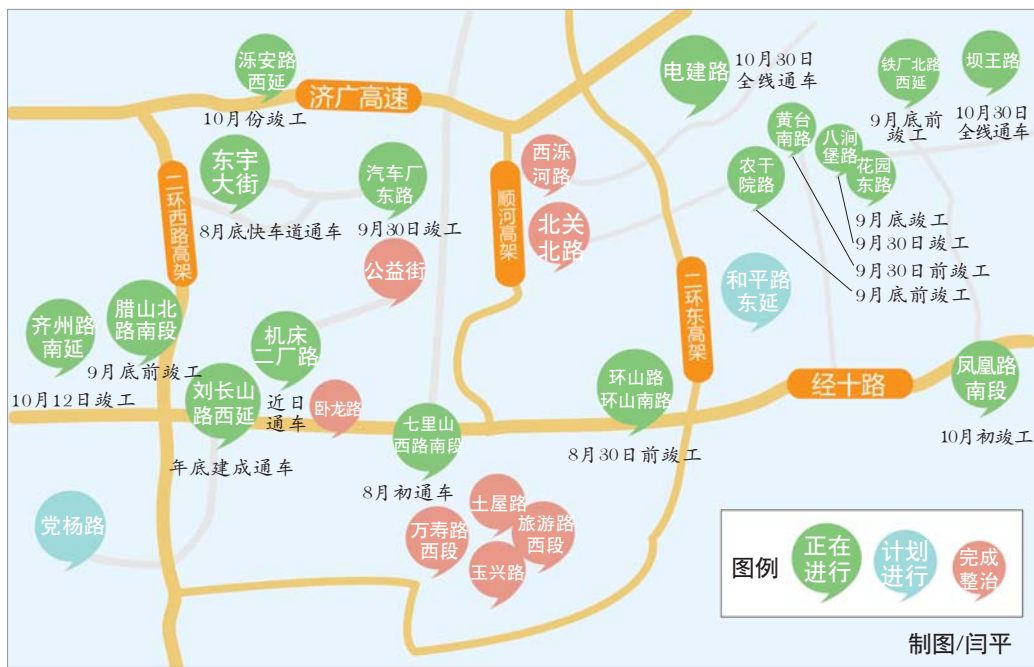 泺安路
西延
10月份竣工
济广高速
电建路
10月30日
全线通车
铁厂北路
西延
9月底前
竣工
坝王路
10月30日
全线通车
黄台
南路
八涧
堡路
花园
东路
农干
院路
9月底竣工
9月30日竣工
9月30日前竣工
9月底前竣工
东宇
大街
8月底快车道通车
汽车厂
东路
9月30日竣工
二环西路高架
顺河高架
西泺
河路
北关
北路
公益街
二环东高架
和平路
东延
齐州路
南延
10月12日竣工
腊山北
路南段
9月底前竣工
机床
二厂路
近日
通车
刘长山
路西延
年底建成通车
卧龙路
七里山
西路南段
8月初通车
环山路
环山南路
8月30日前竣工
经十路
凤凰路
南段
10月初竣工
党杨路
土屋路
万寿路
西段
旅游路
西段
玉兴路
图例
正在
进行
计划
进行
完成
整治
制图/闫平